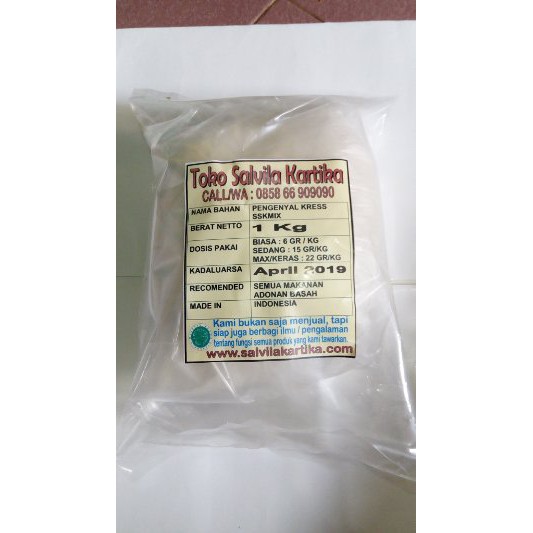 Toko Salvila Kartika
CALL/WA : 0858 66 909090
NAMA BAHAN PENGENYAL KRESS
SSKMIX
BERAT NETTO 1 Kg
DOSIS PAKAI BIASA : 6 GR / KG
SEDANG : 15 GR/KG
MAX/KERAS : 22 GR/KG
KADALUARSA April 2019
RECOMENDED SEMUA MAKANAN
ADONAN BASAH
MADE IN INDONESIA
Kami bukan saja menjual, tapi
siap juga berbagi ilmu / pengalaman
tentang fungsi semua produk yang kami tawarkan.
www.salvilakartika.com